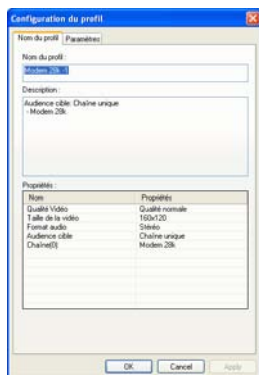 Configuration du profil
Nom du profil Paramètres
Nom du profil :
Modem 28k -1
Description :
Audience cible: Chaîne unique
- Modem 28k
Propriétés :
Nom Propriétés
Qualité Vidéo Qualité normale
Taille de la vidéo 160x120
Format audio Stéréo
Audience cible Chaîne unique
Chaîne(0) Modem 28k
OK Cancel Apply